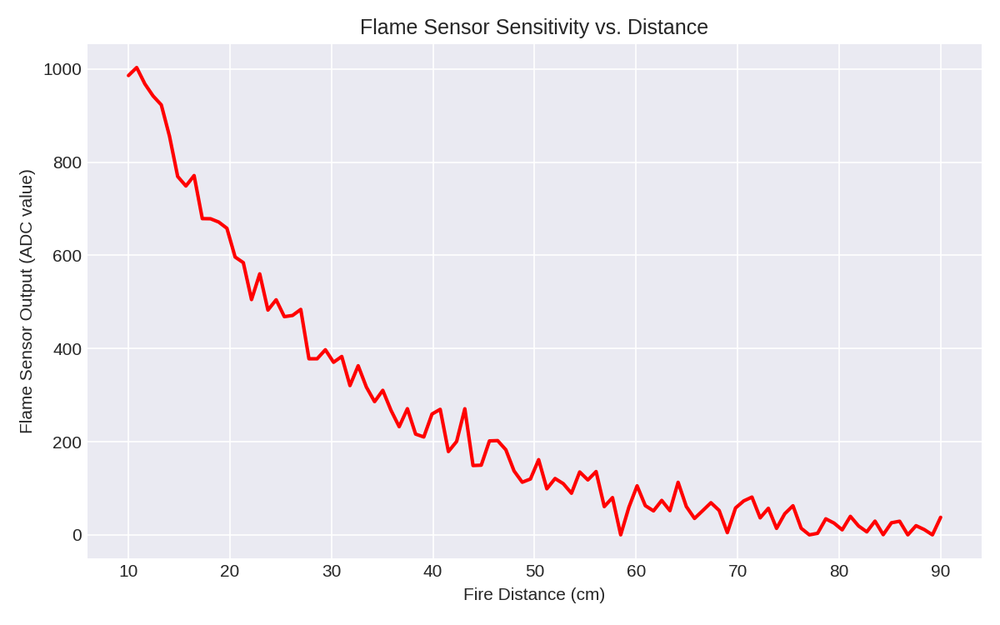 Flame Sensor Sensitivity vs. Distance
Flame Sensor Output (ADC value)
1000
800
600
400
200
0
10 20 30 40 50 60 70 80 90
Fire Distance (cm)